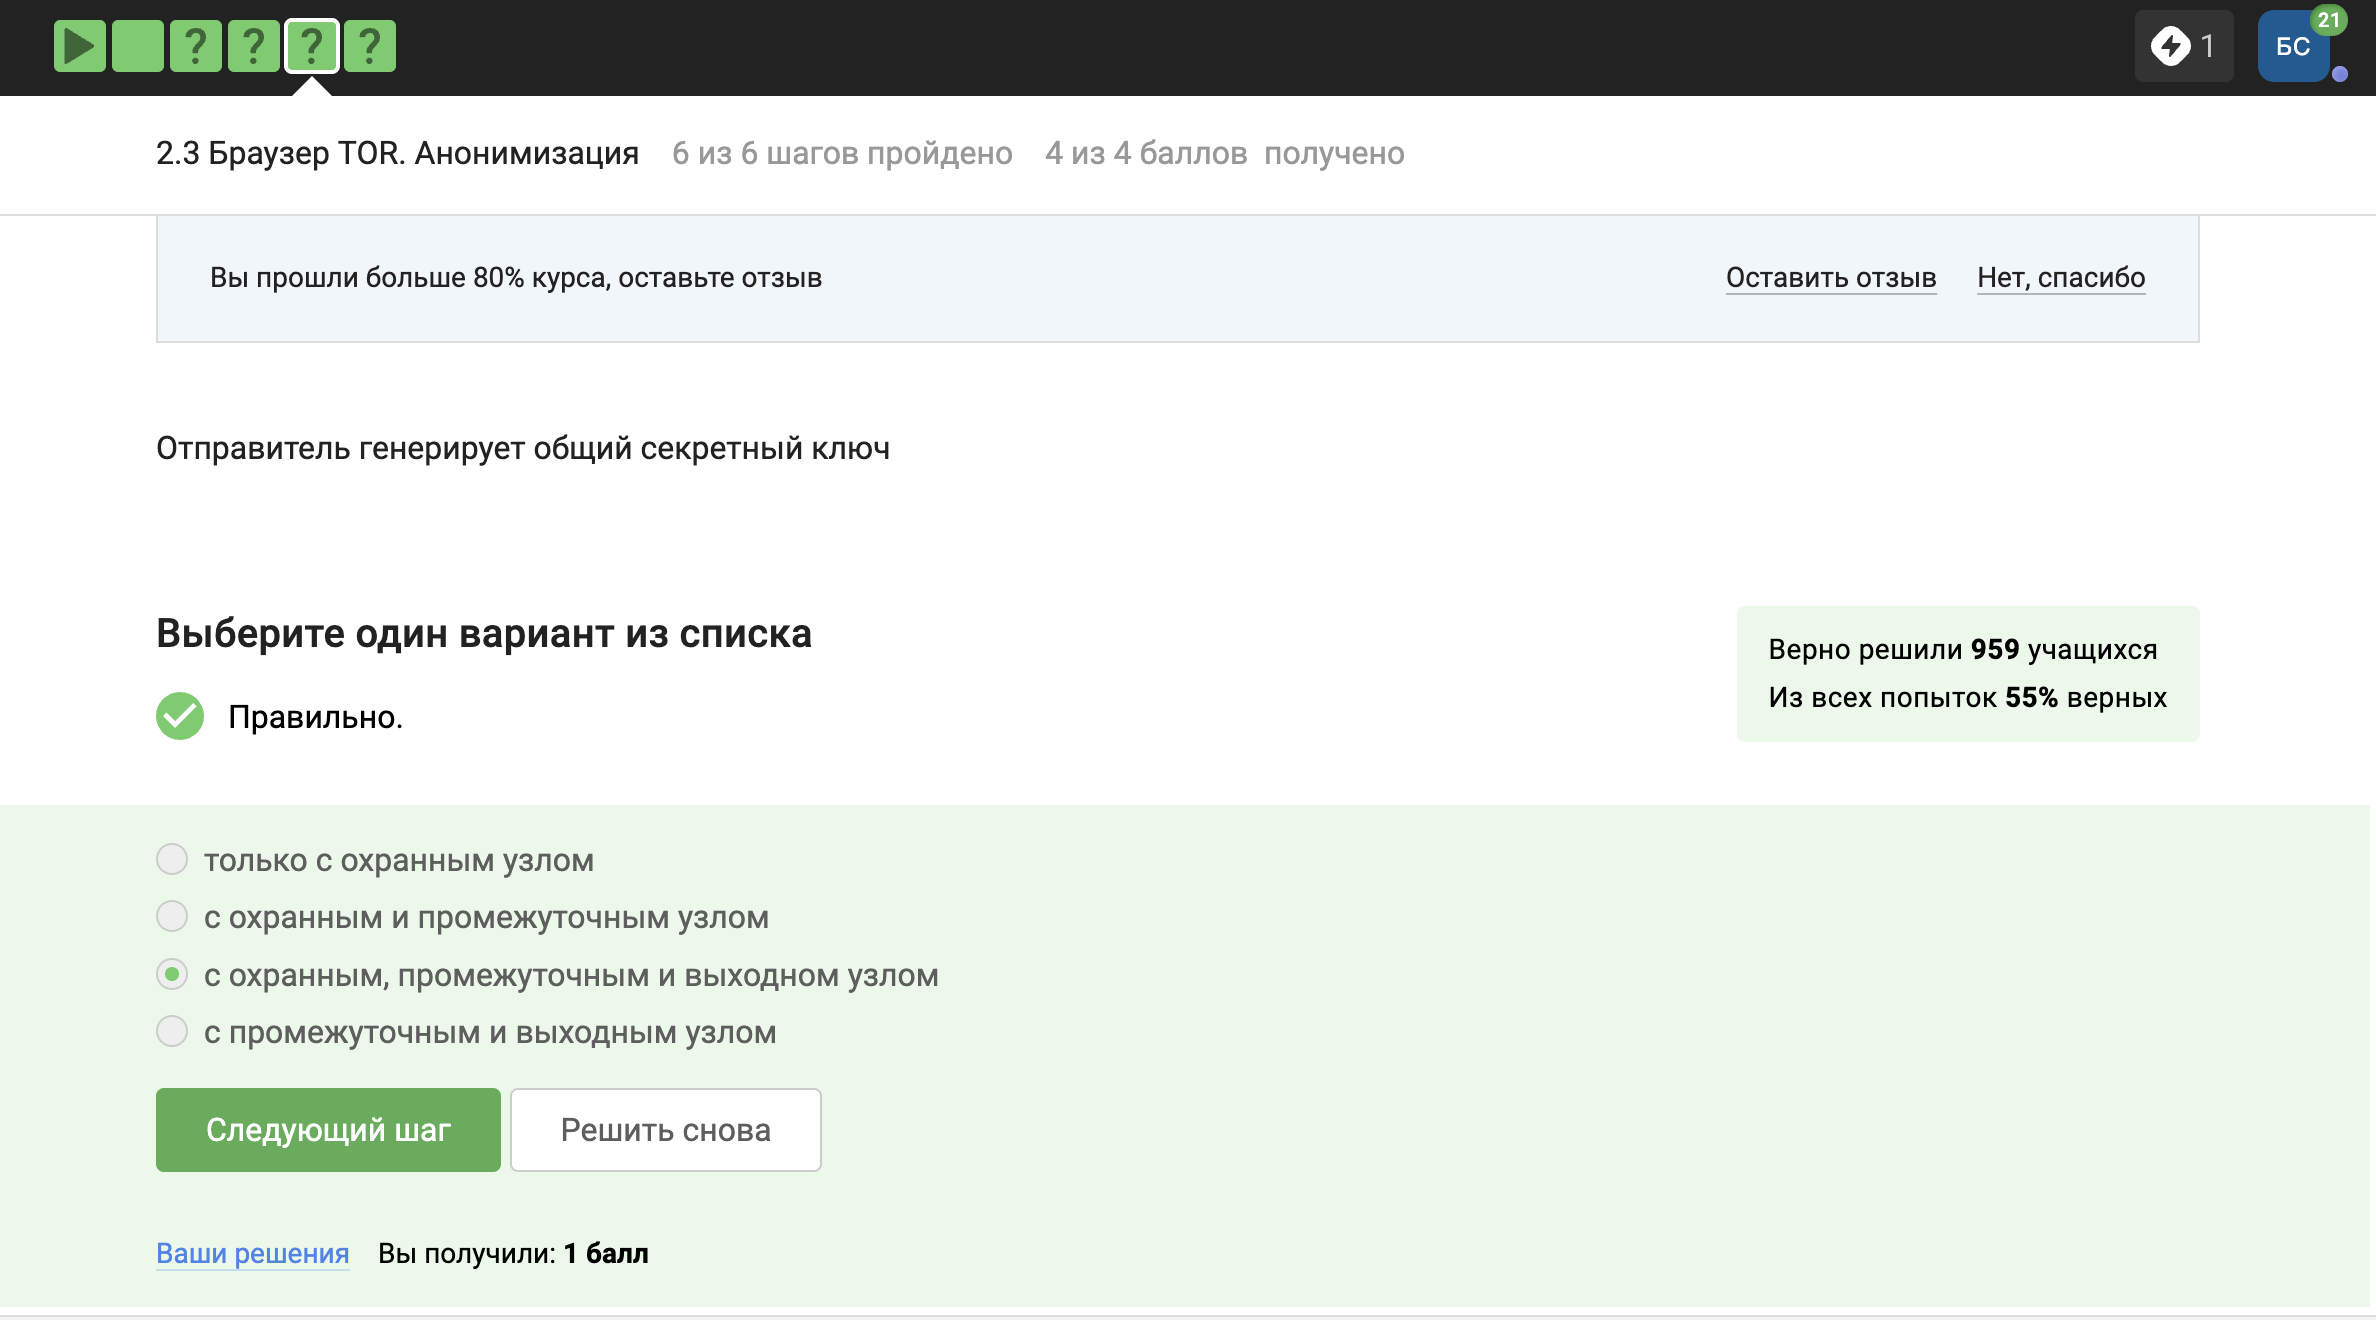 ? ? ? ?
1
БС
21
2.3 Браузер TOR. Анонимизация 6 из 6 шагов пройдено 4 из 4 баллов получено
Вы прошли больше 80% курса, оставьте отзыв Оставить отзыв Нет, спасибо
Отправитель генерирует общий секретный ключ
Выберите один вариант из списка
Правильно.
Верно решили 959 учащихся
Из всех попыток 55% верных
только с охранным узлом
с охранным и промежуточным узлом
с охранным, промежуточным и выходном узлом
с промежуточным и выходным узлом
Следующий шаг Решить снова
Ваши решения Вы получили: 1 балл